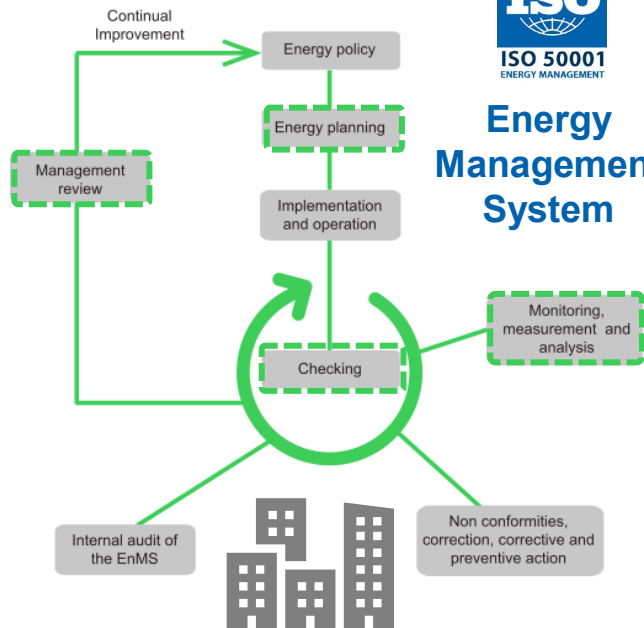 Continual
Improvement
Energy policy
ISO
ISO 50001
ENERGY MANAGEMENT
Energy planning
Energy
Managemen
System
Management
review
Implementation
and operation
Monitoring,
measurement and
analysis
Checking
Internal audit of
the EnMS
Non conformities,
correction, corrective and
preventive action